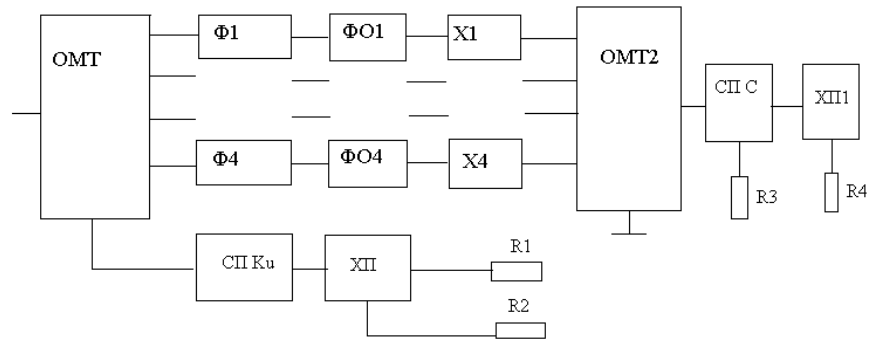 Ф1
ФО1
Х1
ОМТ
ОМТ2
СП С
ХП1
Ф4
ФО4
Х4
R3
R4
СП Ku
ХП
R1
R2